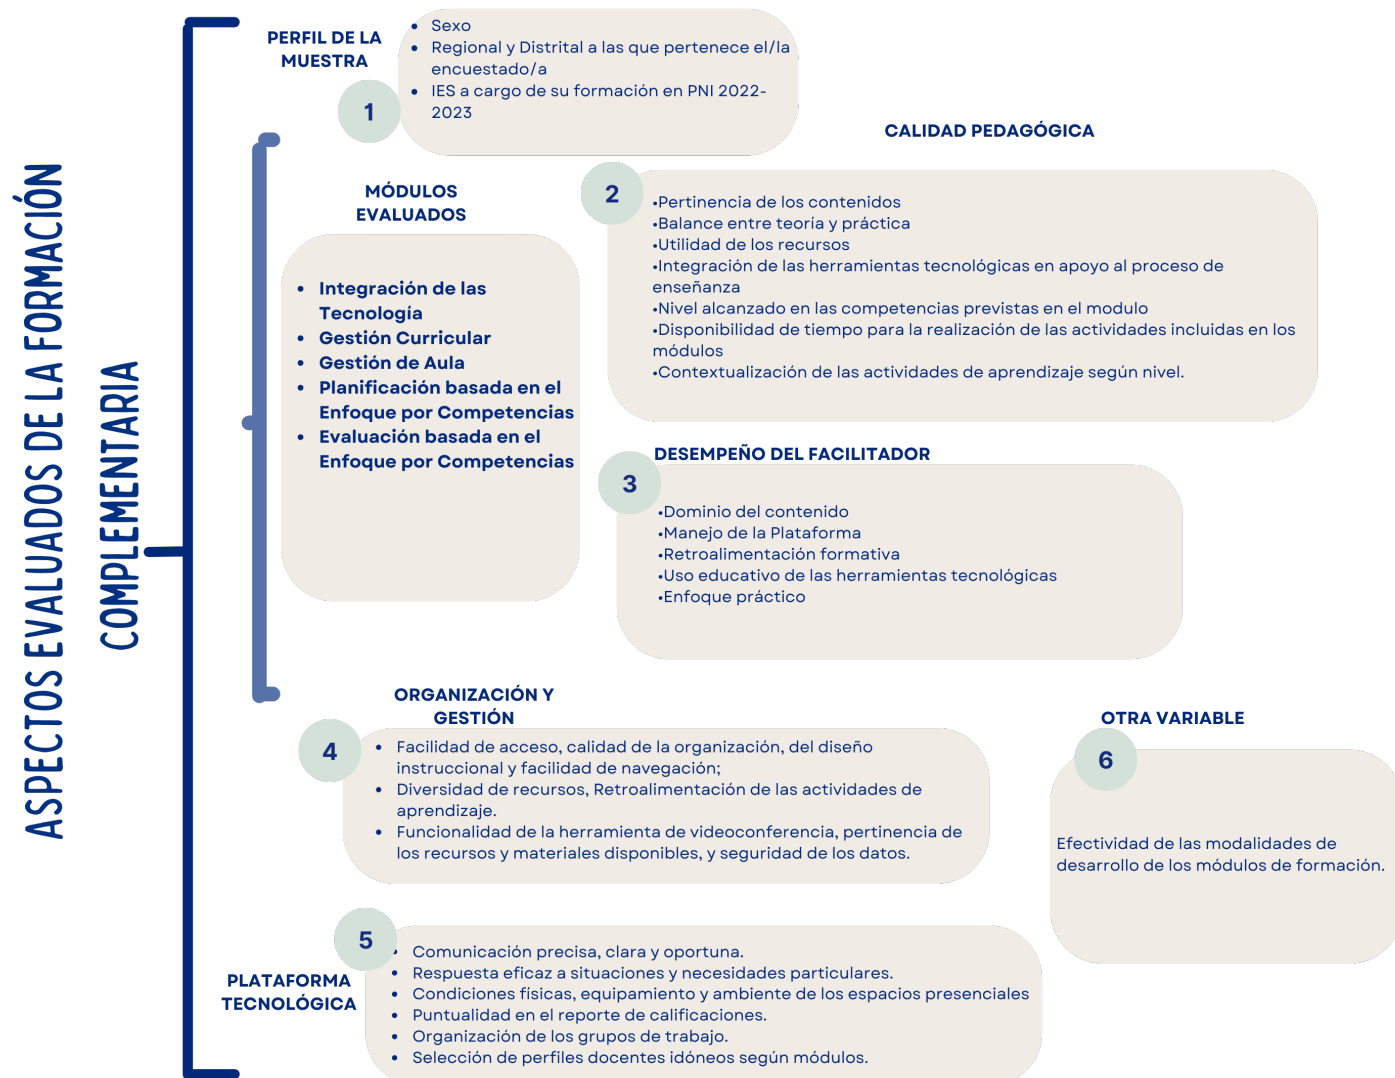 ASPECTOS EVALUADOS DE LA FORMACIÓN
COMPLEMENTARIA
PERFIL DE LA
MUESTRA
1
• Sexo
• Regional y Distrital a las que pertenece el/la
encuestado/a
• IES a cargo de su formación en PNI 2022-
2023
MÓDULOS
EVALUADOS
• Integración de las
Tecnología
• Gestión Curricular
• Gestión de Aula
• Planificación basada en el
Enfoque por Competencias
• Evaluación basada en el
Enfoque por Competencias
CALIDAD PEDAGÓGICA
2
•Pertinencia de los contenidos
•Balance entre teoría y práctica
•Utilidad de los recursos
•Integración de las herramientas tecnológicas en apoyo al proceso de
enseñanza
•Nivel alcanzado en las competencias previstas en el modulo
•Disponibilidad de tiempo para la realización de las actividades incluidas en los
módulos
•Contextualización de las actividades de aprendizaje según nivel.
DESEMPEÑO DEL FACILITADOR
3
•Dominio del contenido
•Manejo de la Plataforma
•Retroalimentación formativa
•Uso educativo de las herramientas tecnológicas
•Enfoque práctico
ORGANIZACIÓN Y
GESTIÓN
4
• Facilidad de acceso, calidad de la organización, del diseño
instruccional y facilidad de navegación;
• Diversidad de recursos, Retroalimentación de las actividades de
aprendizaje.
• Funcionalidad de la herramienta de videoconferencia, pertinencia de
los recursos y materiales disponibles, y seguridad de los datos.
PLATAFORMA
TECNOLÓGICA
5
• Comunicación precisa, clara y oportuna.
• Respuesta eficaz a situaciones y necesidades particulares.
• Condiciones físicas, equipamiento y ambiente de los espacios presenciales
• Puntualidad en el reporte de calificaciones.
• Organización de los grupos de trabajo.
• Selección de perfiles docentes idóneos según módulos.
OTRA VARIABLE
6
Efectividad de las modalidades de
desarrollo de los módulos de formación.